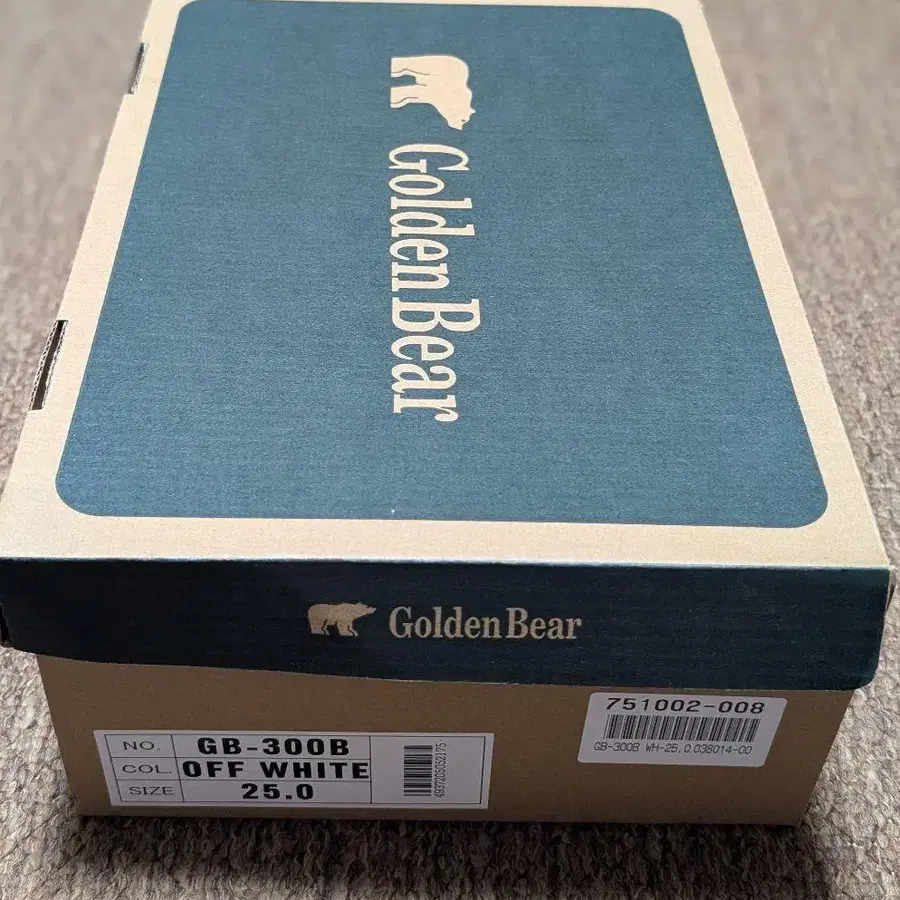 Golden Bear
Golden Bear
751002-008
GB-300B WH-25.0.038014-00
NO. GB-300B
COL. OFF WHITE
SIZE 25.0
4937205052175